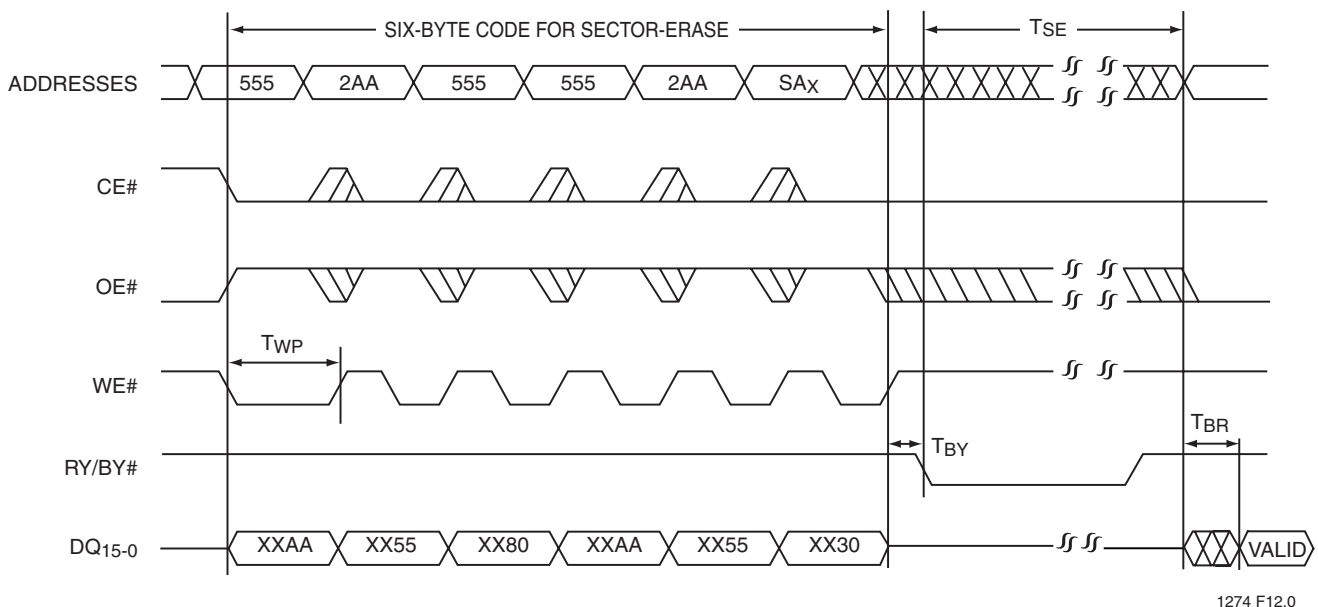 SIX-BYTE CODE FOR SECTOR-ERASE
TSE
ADDRESSES 555 2AA 555 555 2AA SAX
CE#
OE#
TWP
WE#
TBY
TBR
RY/BY#
DQ15-0 XXAA XX55 XX80 XXAA XX55 XX30 VALID
1274 F12.0